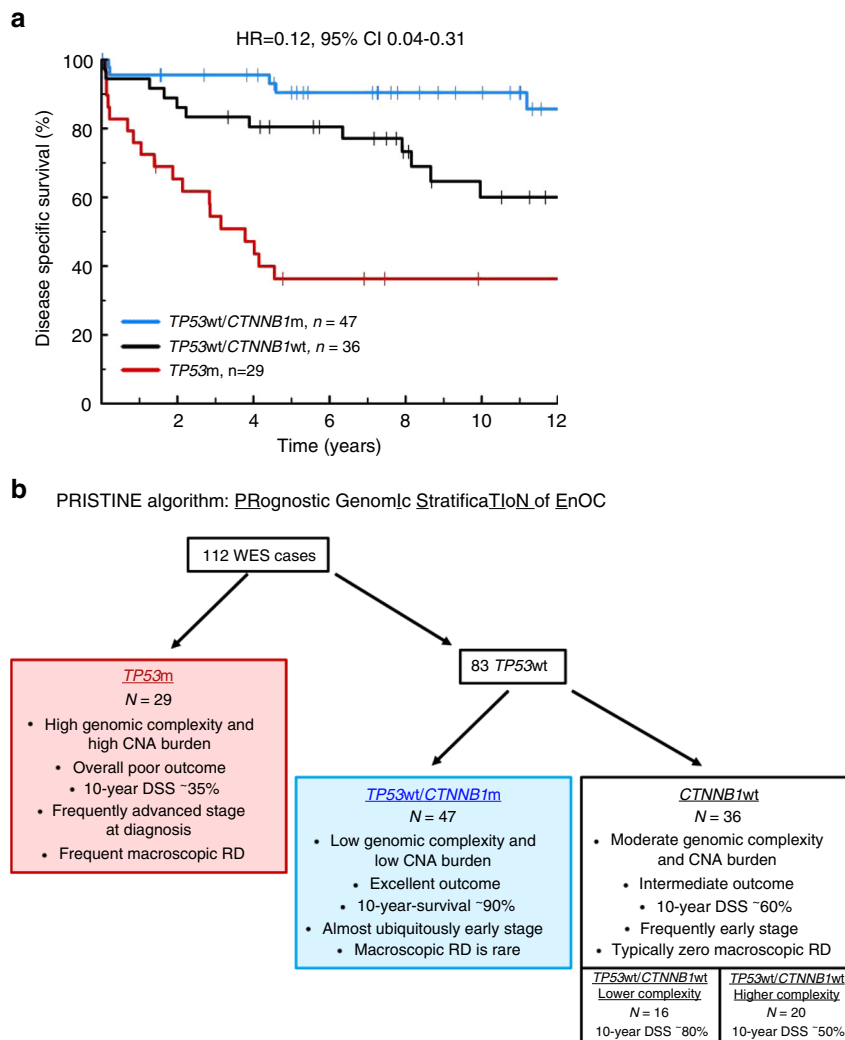 a
HR=0.12, 95% CI 0.04-0.31
Disease specific survival (%)
100
80
60
40
20
0
TP53wt/CTNNB1m, n = 47
TP53wt/CTNNB1wt, n = 36
TP53m, n=29
2 4 6 8 10 12
Time (years)
b
PRISTINE algorithm: PRognostic GenomIc StratificaTIoN of EnOC
112 WES cases
83 TP53wt
TP53m
N = 29
• High genomic complexity and
high CNA burden
• Overall poor outcome
• 10-year DSS ~35%
• Frequently advanced stage
at diagnosis
• Frequent macroscopic RD
TP53wt/CTNNB1m
N = 47
• Low genomic complexity and
low CNA burden
• Excellent outcome
• 10-year-survival ~90%
• Almost ubiquitously early stage
• Macroscopic RD is rare
CTNNB1wt
N = 36
• Moderate genomic complexity
and CNA burden
• Intermediate outcome
• 10-year DSS ~60%
• Frequently early stage
• Typically zero macroscopic RD
TP53wt/CTNNB1wt
Lower complexity
N = 16
10-year DSS ~80%
TP53wt/CTNNB1wt
Higher complexity
N = 20
10-year DSS ~50%